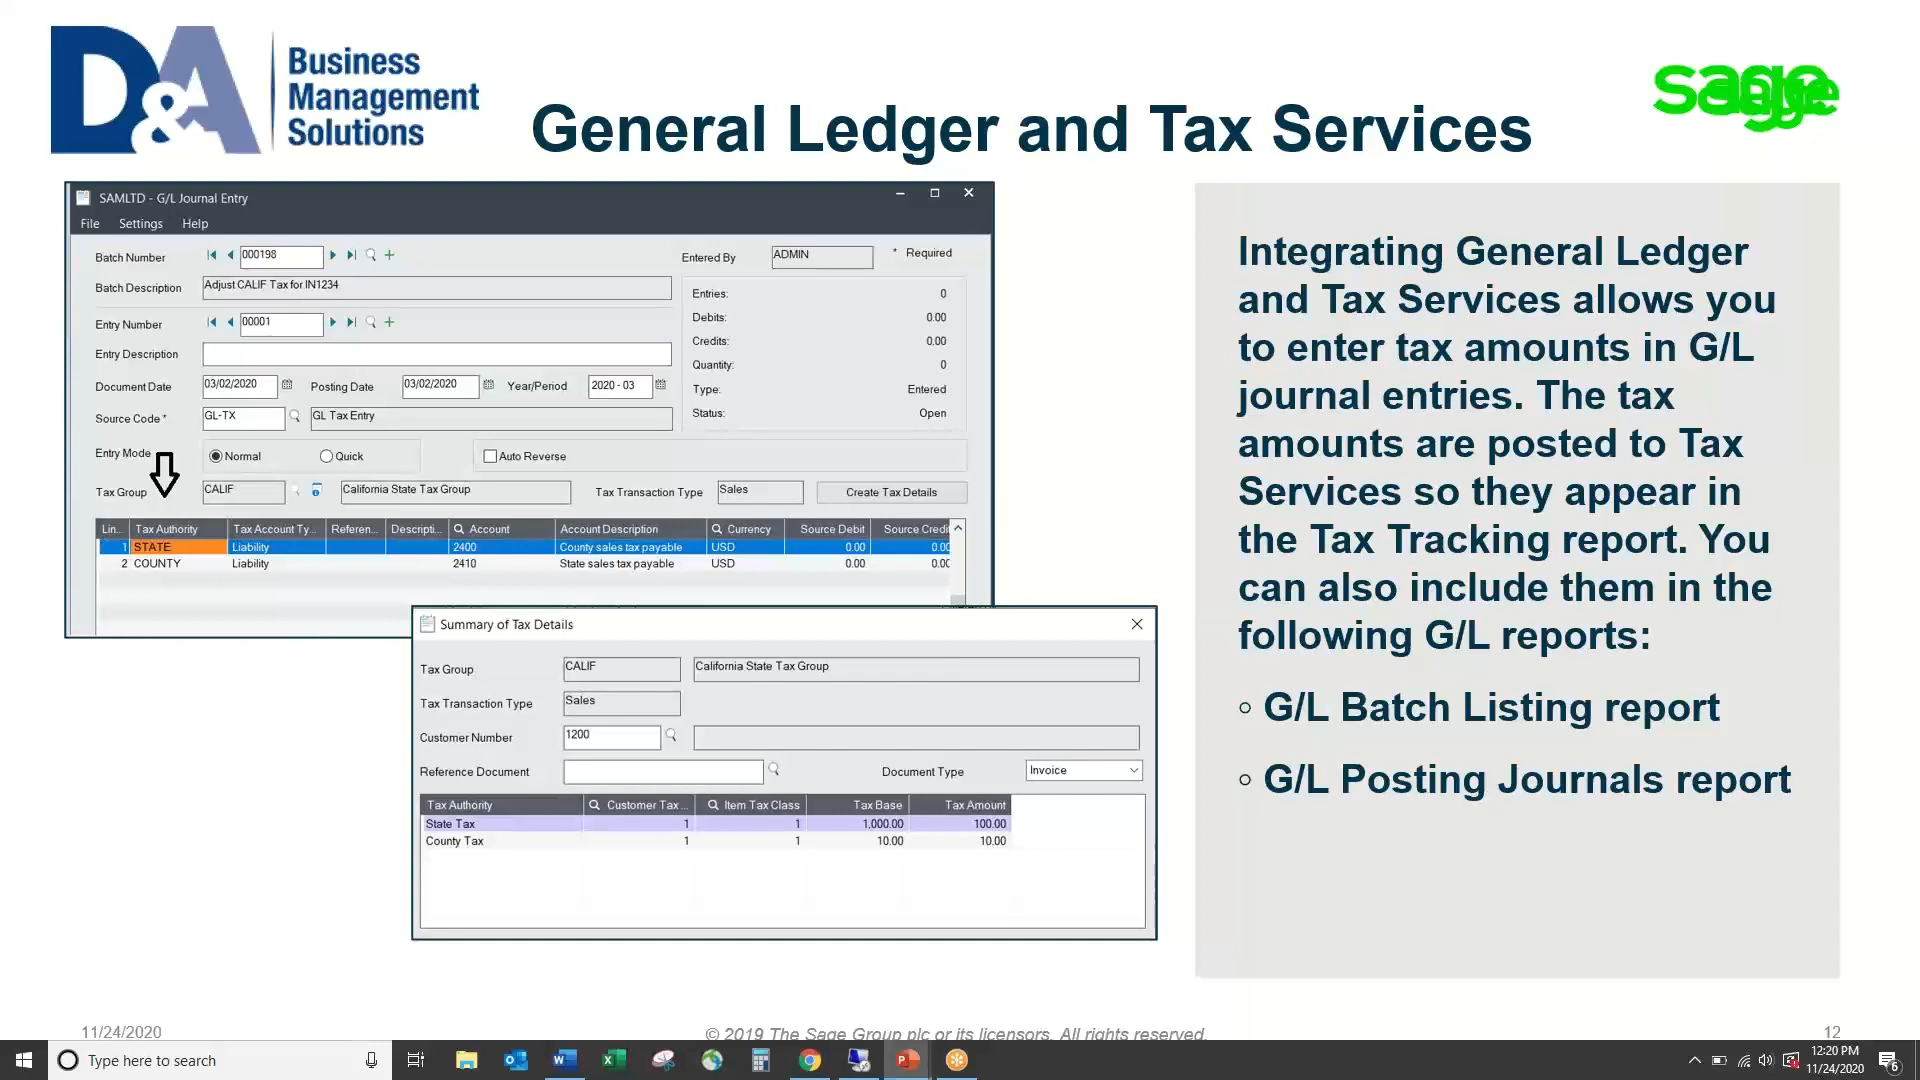 D&A
Business
Management
Solutions
General Ledger and Tax Services
sage
SAMLTD - G/L Journal Entry
File Settings Help
Batch Number 000198 Entered By ADMIN * Required
Batch Description Adjust CALIF Tax for IN1234
Entries: 0
Debits: 0.00
Entry Number 00001
Credits: 0.00
Entry Description
Quantity: 0
Document Date 03/02/2020 Posting Date 03/02/2020 Year/Period 2020 - 03
Type: Entered
Source Code * GL-TX GL Tax Entry
Status: Open
Entry Mode Normal Quick Auto Reverse
Tax Group CALIF California State Tax Group Tax Transaction Type Sales Create Tax Details
Lin... Tax Authority Tax Account Ty... Referen... Descripti... Account Account Description Currency Source Debit Source Credit
1 STATE Liability 2400 County sales tax payable USD 0.00 0.00
2 COUNTY Liability 2410 State sales tax payable USD 0.00 0.00
Summary of Tax Details
Tax Group CALIF California State Tax Group
Tax Transaction Type Sales
Customer Number 1200
Reference Document Document Type Invoice
Tax Authority Customer Tax... Item Tax Class Tax Base Tax Amount
State Tax 1 1 1,000.00 100.00
County Tax 1 1 10.00 10.00
Integrating General Ledger
and Tax Services allows you
to enter tax amounts in G/L
journal entries. The tax
amounts are posted to Tax
Services so they appear in
the Tax Tracking report. You
can also include them in the
following G/L reports:
◦ G/L Batch Listing report
◦ G/L Posting Journals report
11/24/2020
© 2019 The Sage Group plc or its licensors. All rights reserved.
12
Type here to search
12:20 PM
11/24/2020
6